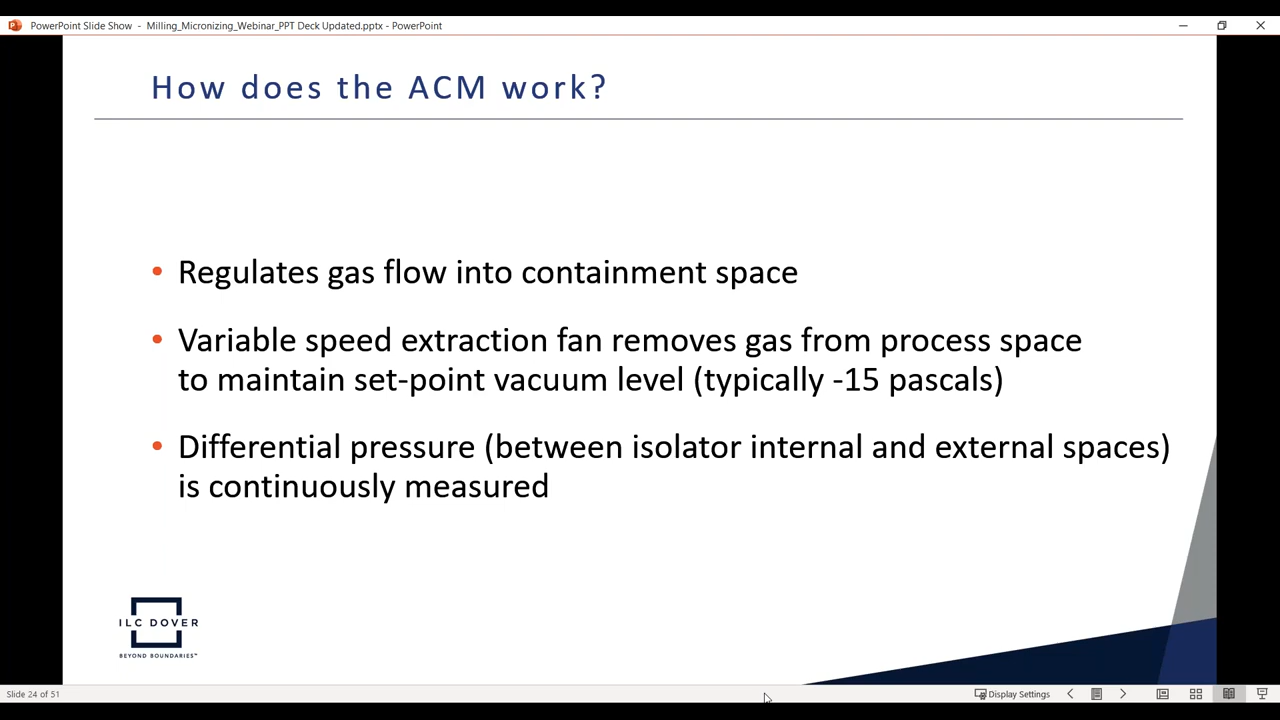 PowerPoint Slide Show - Milling_Micronizing_Webinar_PPT Deck Updated.pptx - PowerPoint
How does the ACM work?
• Regulates gas flow into containment space
• Variable speed extraction fan removes gas from process space
to maintain set-point vacuum level (typically -15 pascals)
• Differential pressure (between isolator internal and external spaces)
is continuously measured
ILC DOVER
BEYOND BOUNDARIES™
Slide 24 of 51
Display Settings